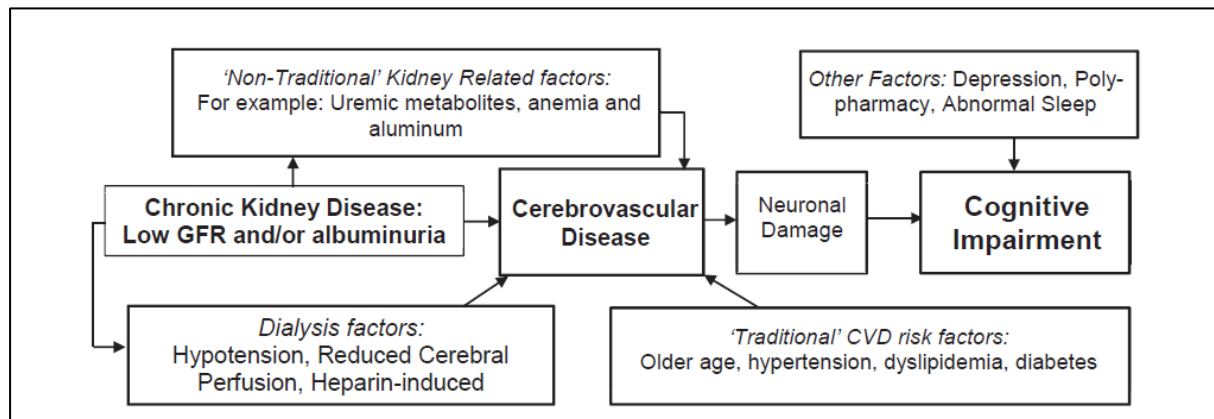 ‘Non-Traditional’ Kidney Related factors:
For example: Uremic metabolites, anemia and
aluminum
Other Factors: Depression, Poly-
pharmacy, Abnormal Sleep
Chronic Kidney Disease:
Low GFR and/or albuminuria
Cerebrovascular
Disease
Neuronal
Damage
Cognitive
Impairment
Dialysis factors:
Hypotension, Reduced Cerebral
Perfusion, Heparin-induced
‘Traditional’ CVD risk factors:
Older age, hypertension, dyslipidemia, diabetes